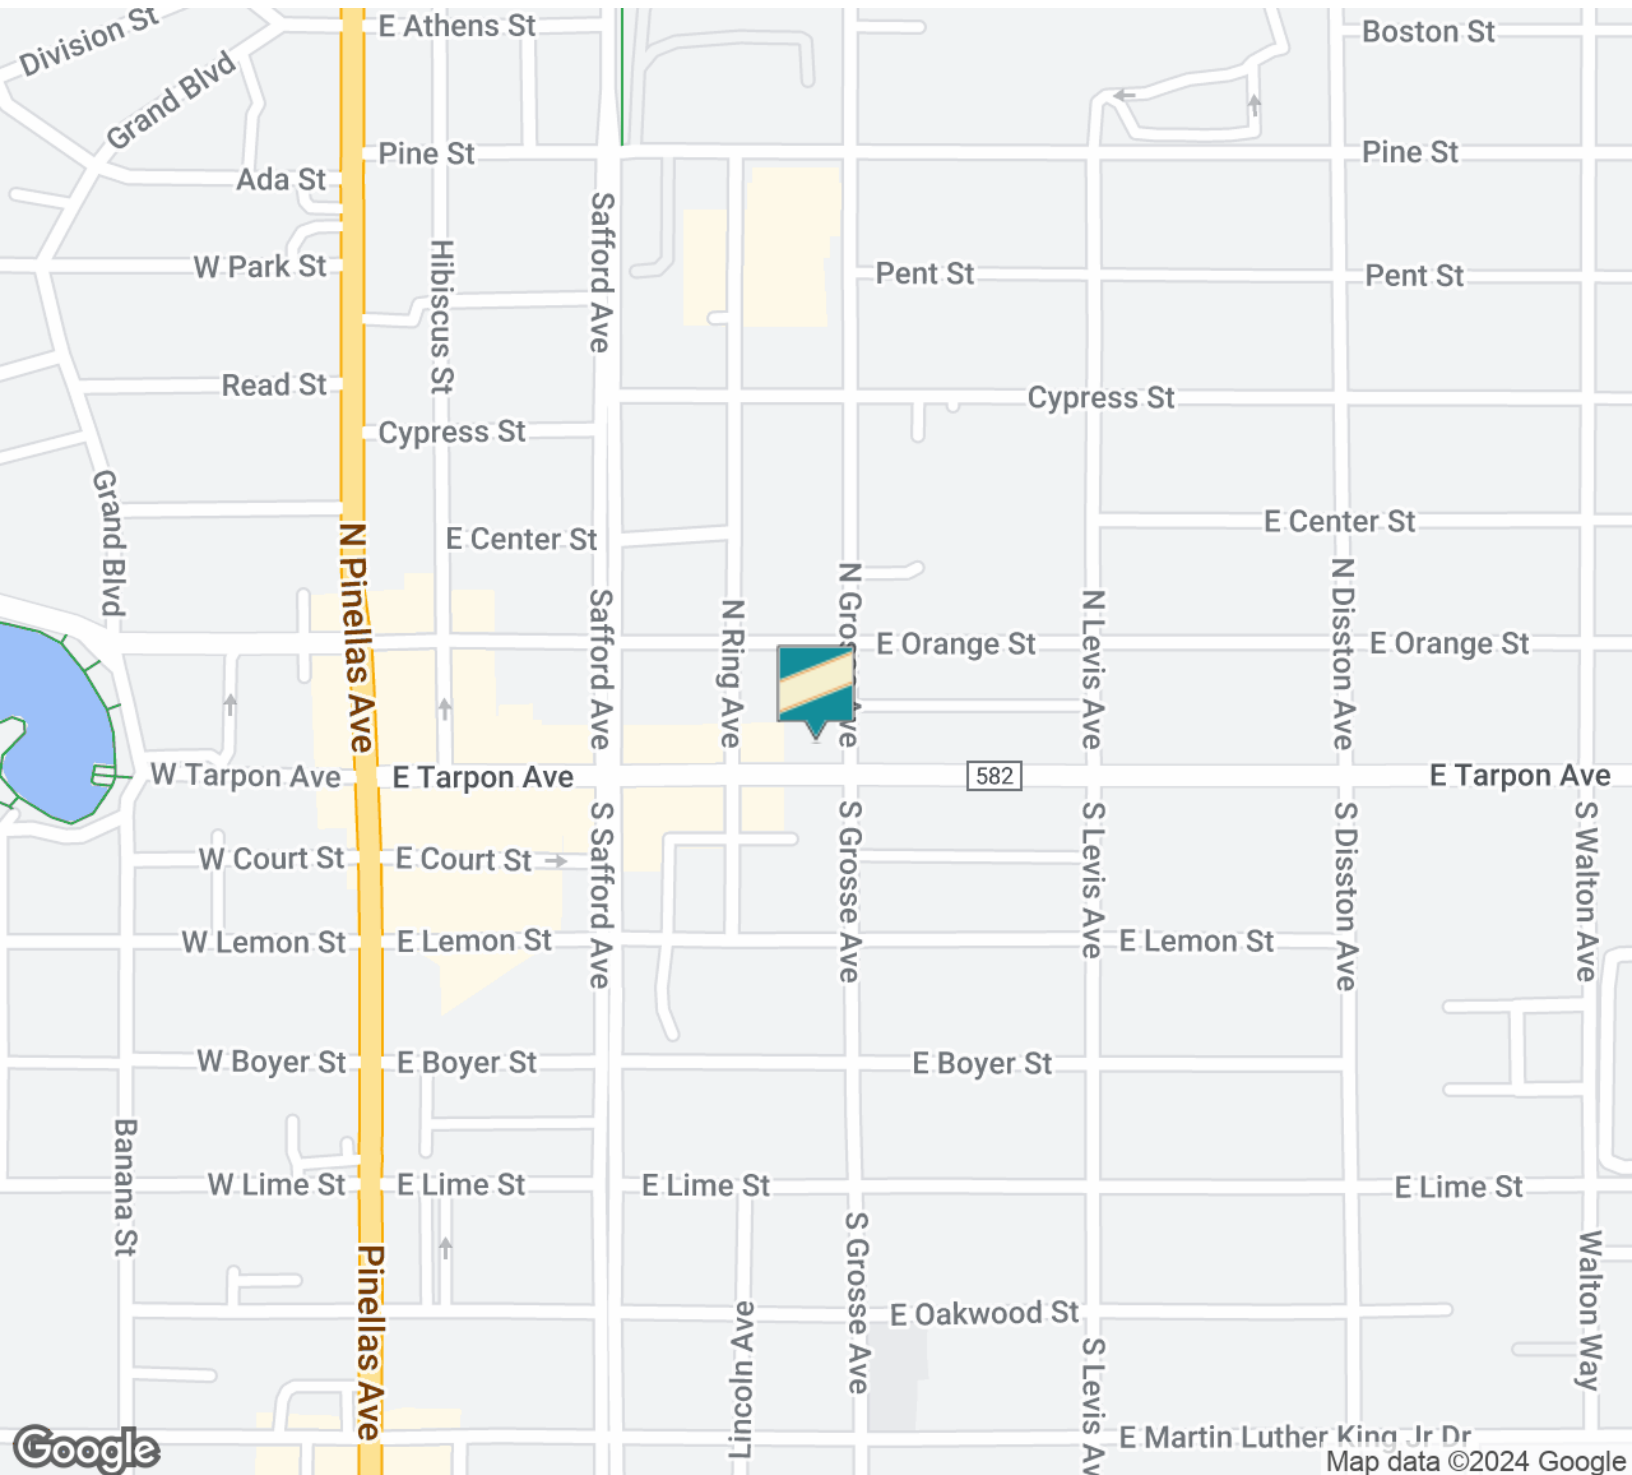 Division St
E Athens St
Boston St
Grand Blvd
Pine St
Pine St
Ada St
Safford Ave
Hibiscus St
W Park St
Pent St
Pent St
Read St
Cypress St
Cypress St
Grand Blvd
N Pinellas Ave
E Center St
E Center St
Safford Ave
N Ring Ave
N Gros
Ave
N Levis Ave
N Disston Ave
E Orange St
E Orange St
W Tarpon Ave
E Tarpon Ave
582
E Tarpon Ave
S Safford Ave
S Grosse Ave
S Levis Ave
S Disston Ave
S Walton Ave
W Court St
E Court St
W Lemon St
E Lemon St
E Lemon St
W Boyer St
E Boyer St
E Boyer St
Banana St
W Lime St
E Lime St
E Lime St
E Lime St
Pinellas Ave
Lincoln Ave
S Grosse Ave
E Oakwood St
Walton Way
S Levis Av
E Martin Luther King Jr Dr
Google
Map data ©2024 Google